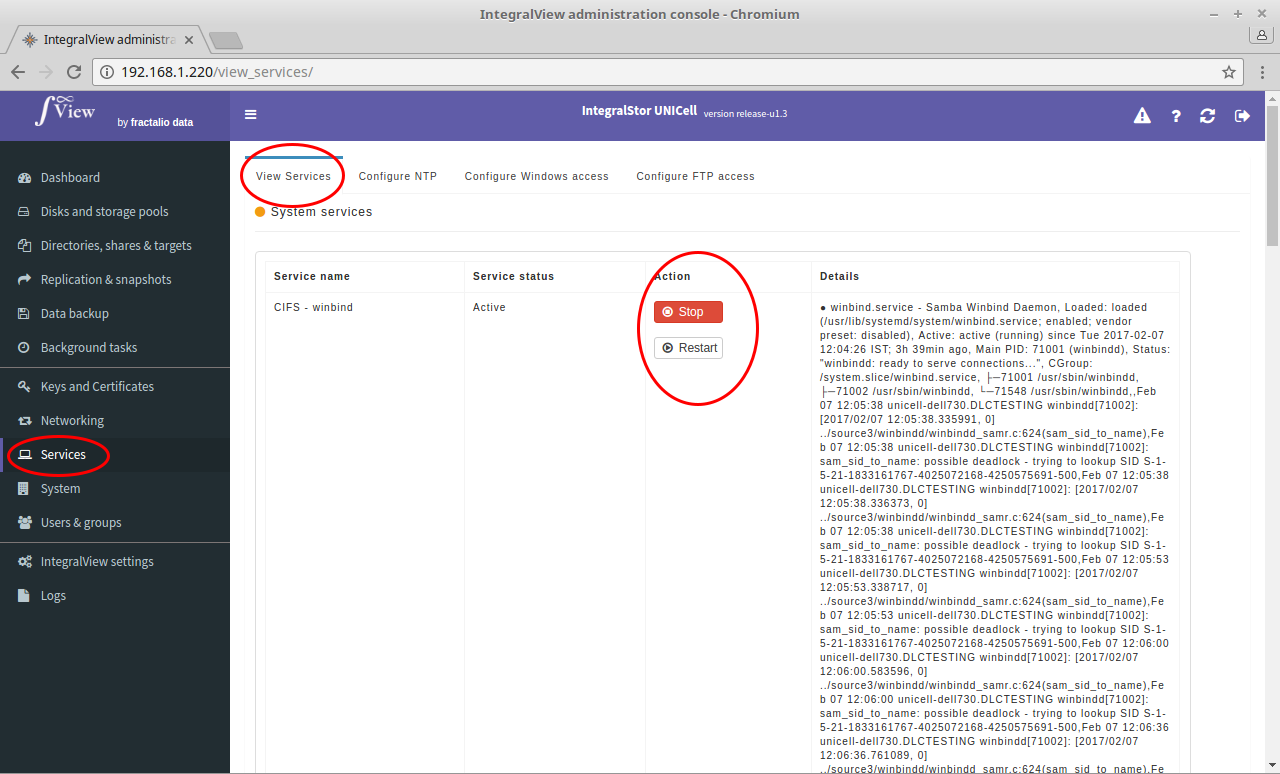 IntegralView administration console - Chromium
IntegralView administra
192.168.1.220/view_services/
View
by fractalio data
IntegralStor UNICell version release-u1.3
Dashboard
Disks and storage pools
Directories, shares & targets
Replication & snapshots
Data backup
Background tasks
Keys and Certificates
Networking
Services
System
Users & groups
IntegralView settings
Logs
View Services Configure NTP Configure Windows access Configure FTP access
System services
Service name Service status Action Details
CIFS - winbind Active
Stop
Restart
● winbind.service - Samba Winbind Daemon, Loaded: loaded
(/usr/lib/systemd/system/winbind.service; enabled; vendor
preset: disabled), Active: active (running) since Tue 2017-02-07
12:04:26 IST; 3h 39min ago, Main PID: 71001 (winbindd), Status:
"winbindd: ready to serve connections...", CGroup:
/system.slice/winbind.service, ├─71001 /usr/sbin/winbindd,
├─71002 /usr/sbin/winbindd, └─71548 /usr/sbin/winbindd,,Feb
07 12:05:38 unicell-dell730.DLCTESTING winbindd[71002]:
[2017/02/07 12:05:38.335991, 0]
../source3/winbindd/winbindd_samr.c:624(sam_sid_to_name),Fe
b 07 12:05:38 unicell-dell730.DLCTESTING winbindd[71002]:
sam_sid_to_name: possible deadlock - trying to lookup SID S-1-
5-21-1833161767-4025072168-4250575691-500,Feb 07 12:05:38
unicell-dell730.DLCTESTING winbindd[71002]: [2017/02/07
12:05:38.336373, 0]
../source3/winbindd/winbindd_samr.c:624(sam_sid_to_name),Fe
b 07 12:05:38 unicell-dell730.DLCTESTING winbindd[71002]:
sam_sid_to_name: possible deadlock - trying to lookup SID S-1-
5-21-1833161767-4025072168-4250575691-500,Feb 07 12:05:53
unicell-dell730.DLCTESTING winbindd[71002]: [2017/02/07
12:05:53.338717, 0]
../source3/winbindd/winbindd_samr.c:624(sam_sid_to_name),Fe
b 07 12:05:53 unicell-dell730.DLCTESTING winbindd[71002]:
sam_sid_to_name: possible deadlock - trying to lookup SID S-1-
5-21-1833161767-4025072168-4250575691-500,Feb 07 12:06:00
unicell-dell730.DLCTESTING winbindd[71002]: [2017/02/07
12:06:00.583596, 0]
../source3/winbindd/winbindd_samr.c:624(sam_sid_to_name),Fe
b 07 12:06:00 unicell-dell730.DLCTESTING winbindd[71002]:
sam_sid_to_name: possible deadlock - trying to lookup SID S-1-
5-21-1833161767-4025072168-4250575691-500,Feb 07 12:06:36
unicell-dell730.DLCTESTING winbindd[71002]: [2017/02/07
12:06:36.761089, 0]
../source3/winbindd/winbindd_samr.c:624(sam_sid_to_name),Fe